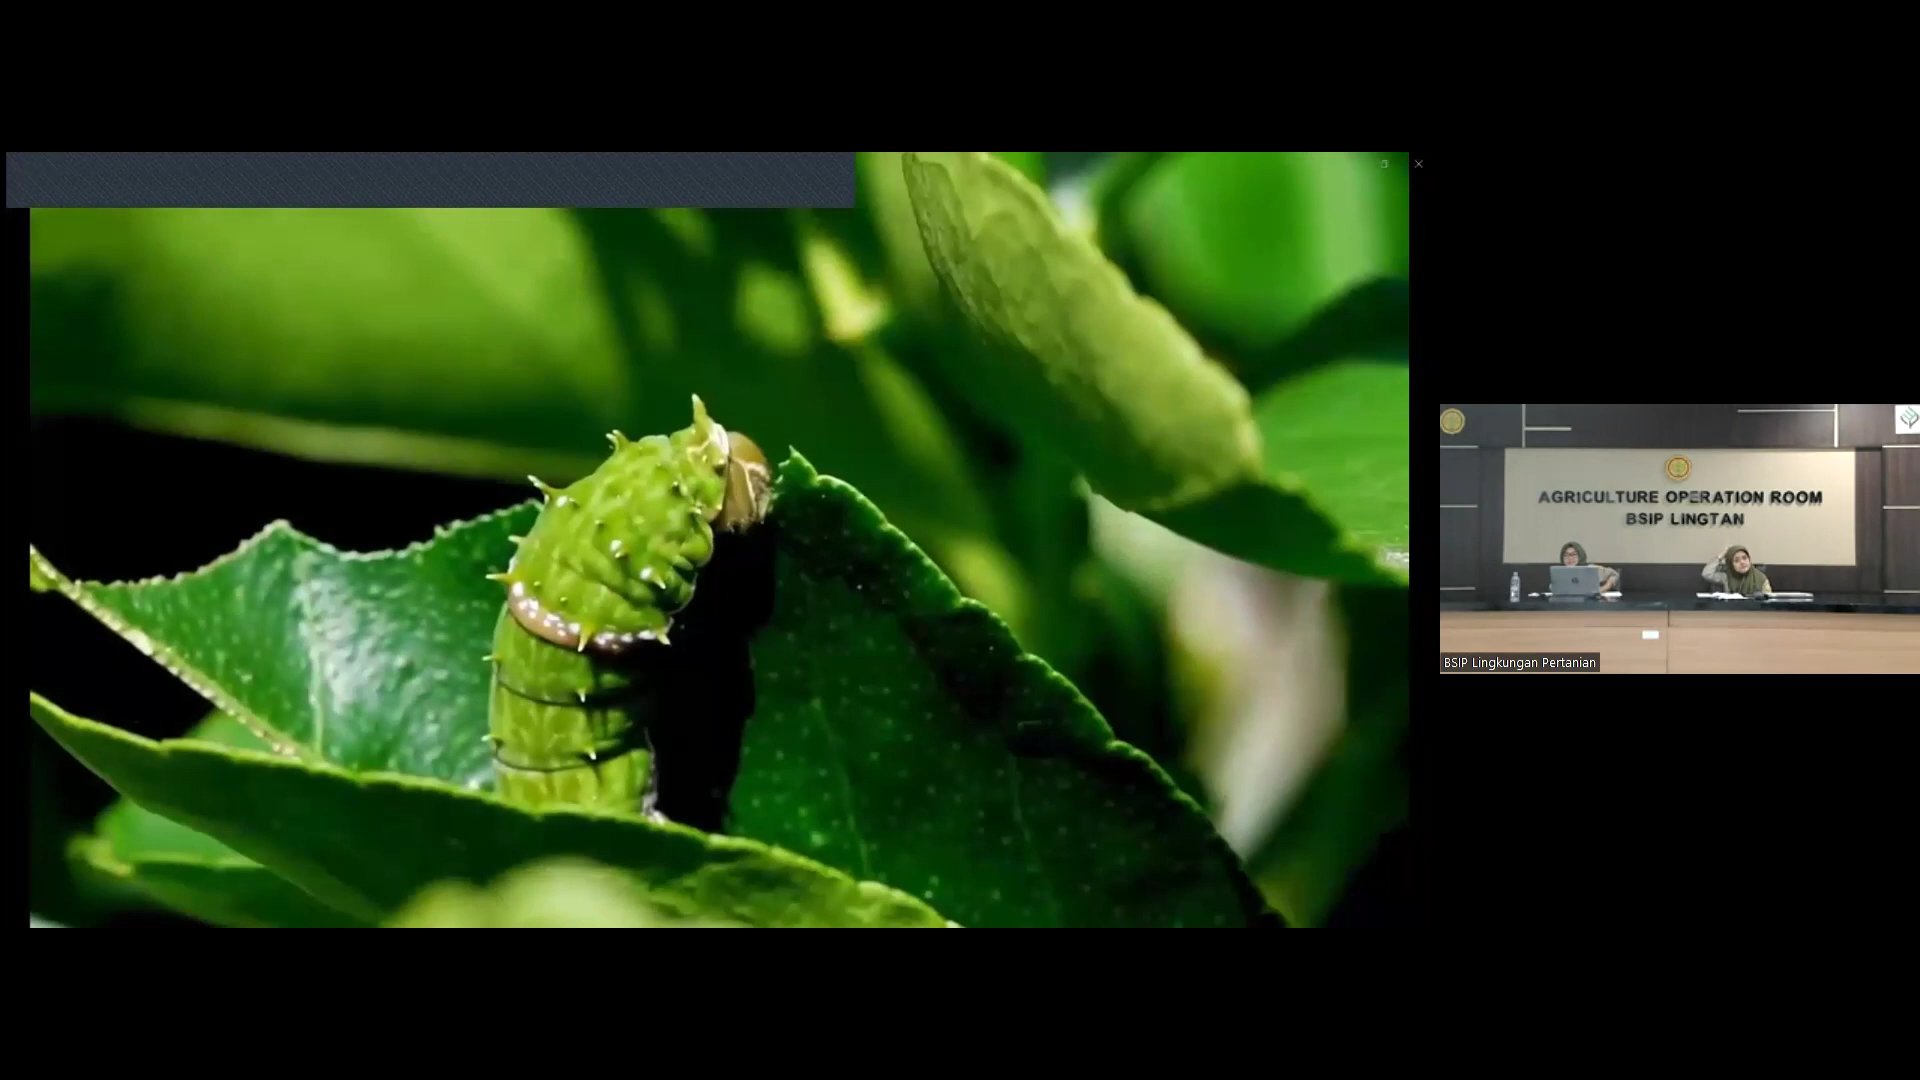 AGRICULTURE OPERATION ROOM
BSIP LINGTAN
BSIP Lingkungan Pertanian